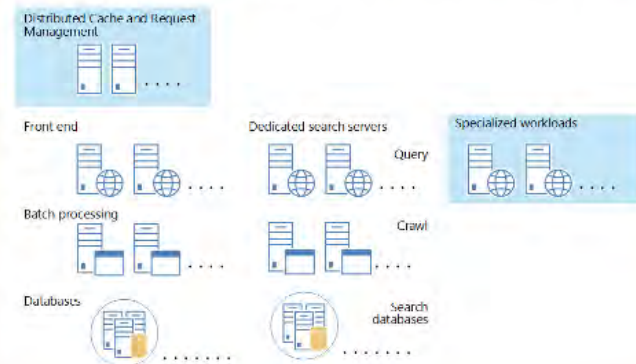 Distributed Cache and Request
Management
Front end
Dedicated search servers
Specialized workloads
Query
Batch processing
Crawl
Databases
Search
databases